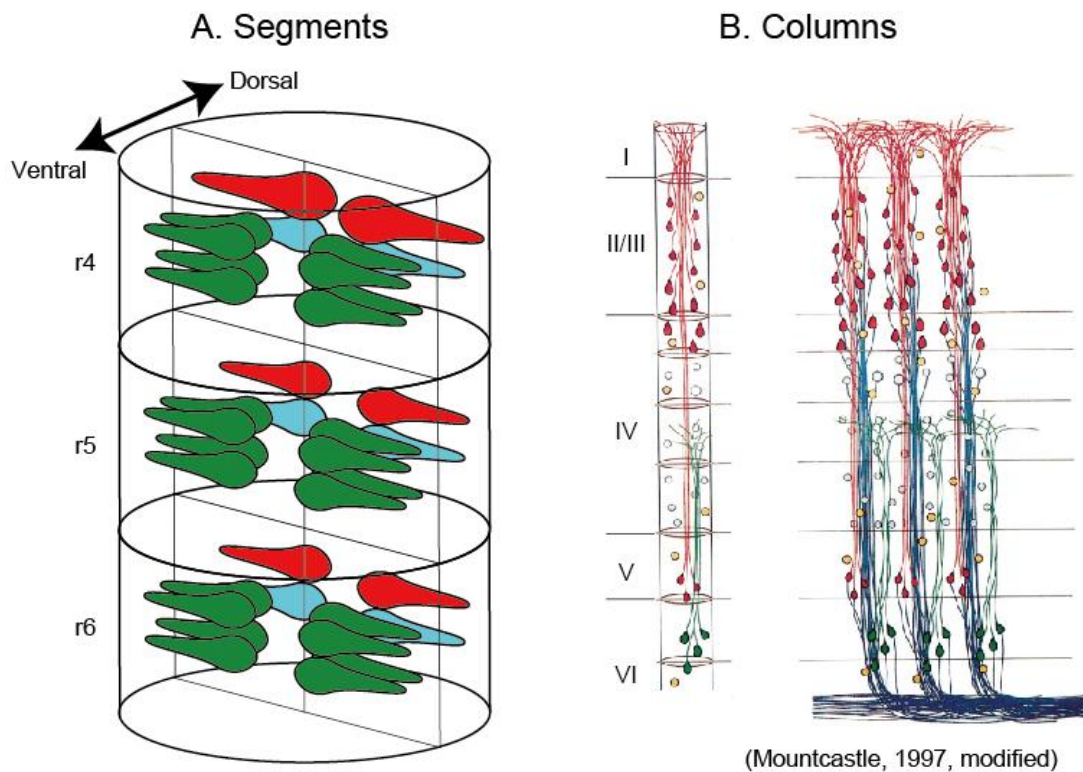 A. Segments
Dorsal
Ventral
r4
r5
r6
B. Columns
I
II/III
IV
V
VI
(Mountcastle, 1997, modified)